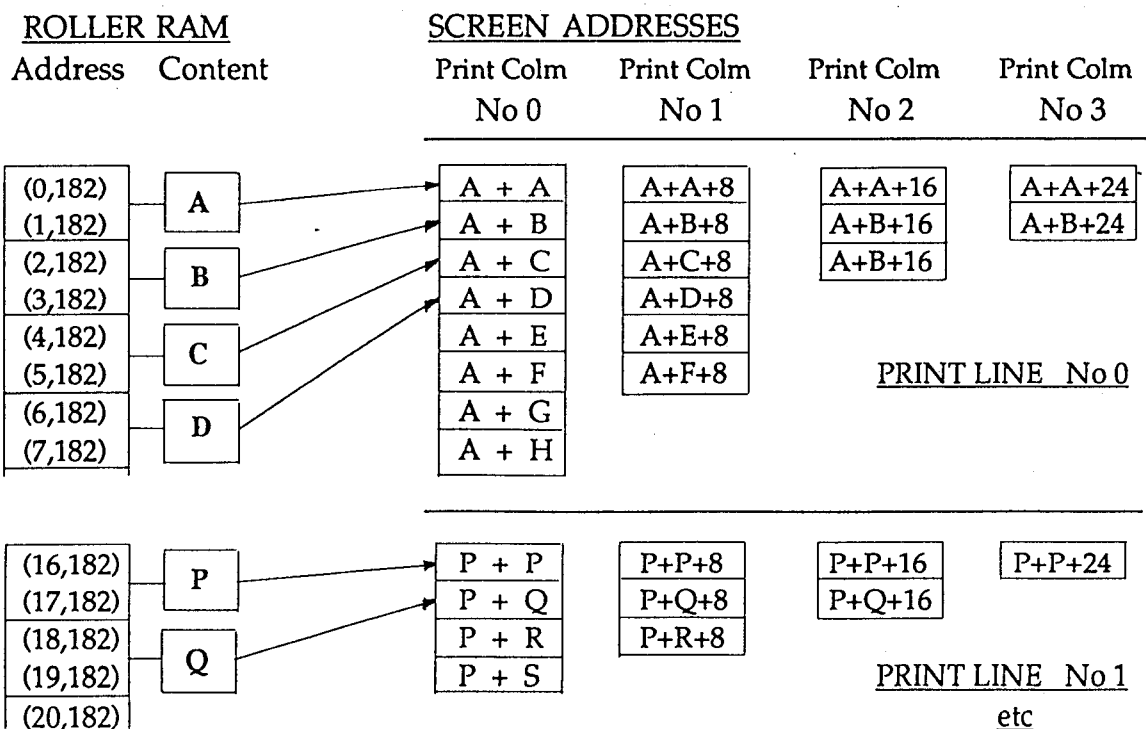 ROLLER RAM SCREEN ADDRESSES
Address Content Print Colm Print Colm Print Colm Print Colm
No 0 No 1 No 2 No 3
(0,182) A A + A A+A+8 A+A+16 A+A+24
(1,182) A + B A+B+8 A+B+16 A+B+24
(2,182) B A + C A+C+8 A+B+16
(3,182) A + D A+D+8
(4,182) C A + E A+E+8
(5,182) A + F A+F+8 PRINT LINE No 0
(6,182) D A + G
(7,182) A + H
(16,182) P P + P P+P+8 P+P+16 P+P+24
(17,182) P + Q P+Q+8 P+Q+16
(18,182) Q P + R P+R+8
(19,182) P + S PRINT LINE No 1
(20,182) etc